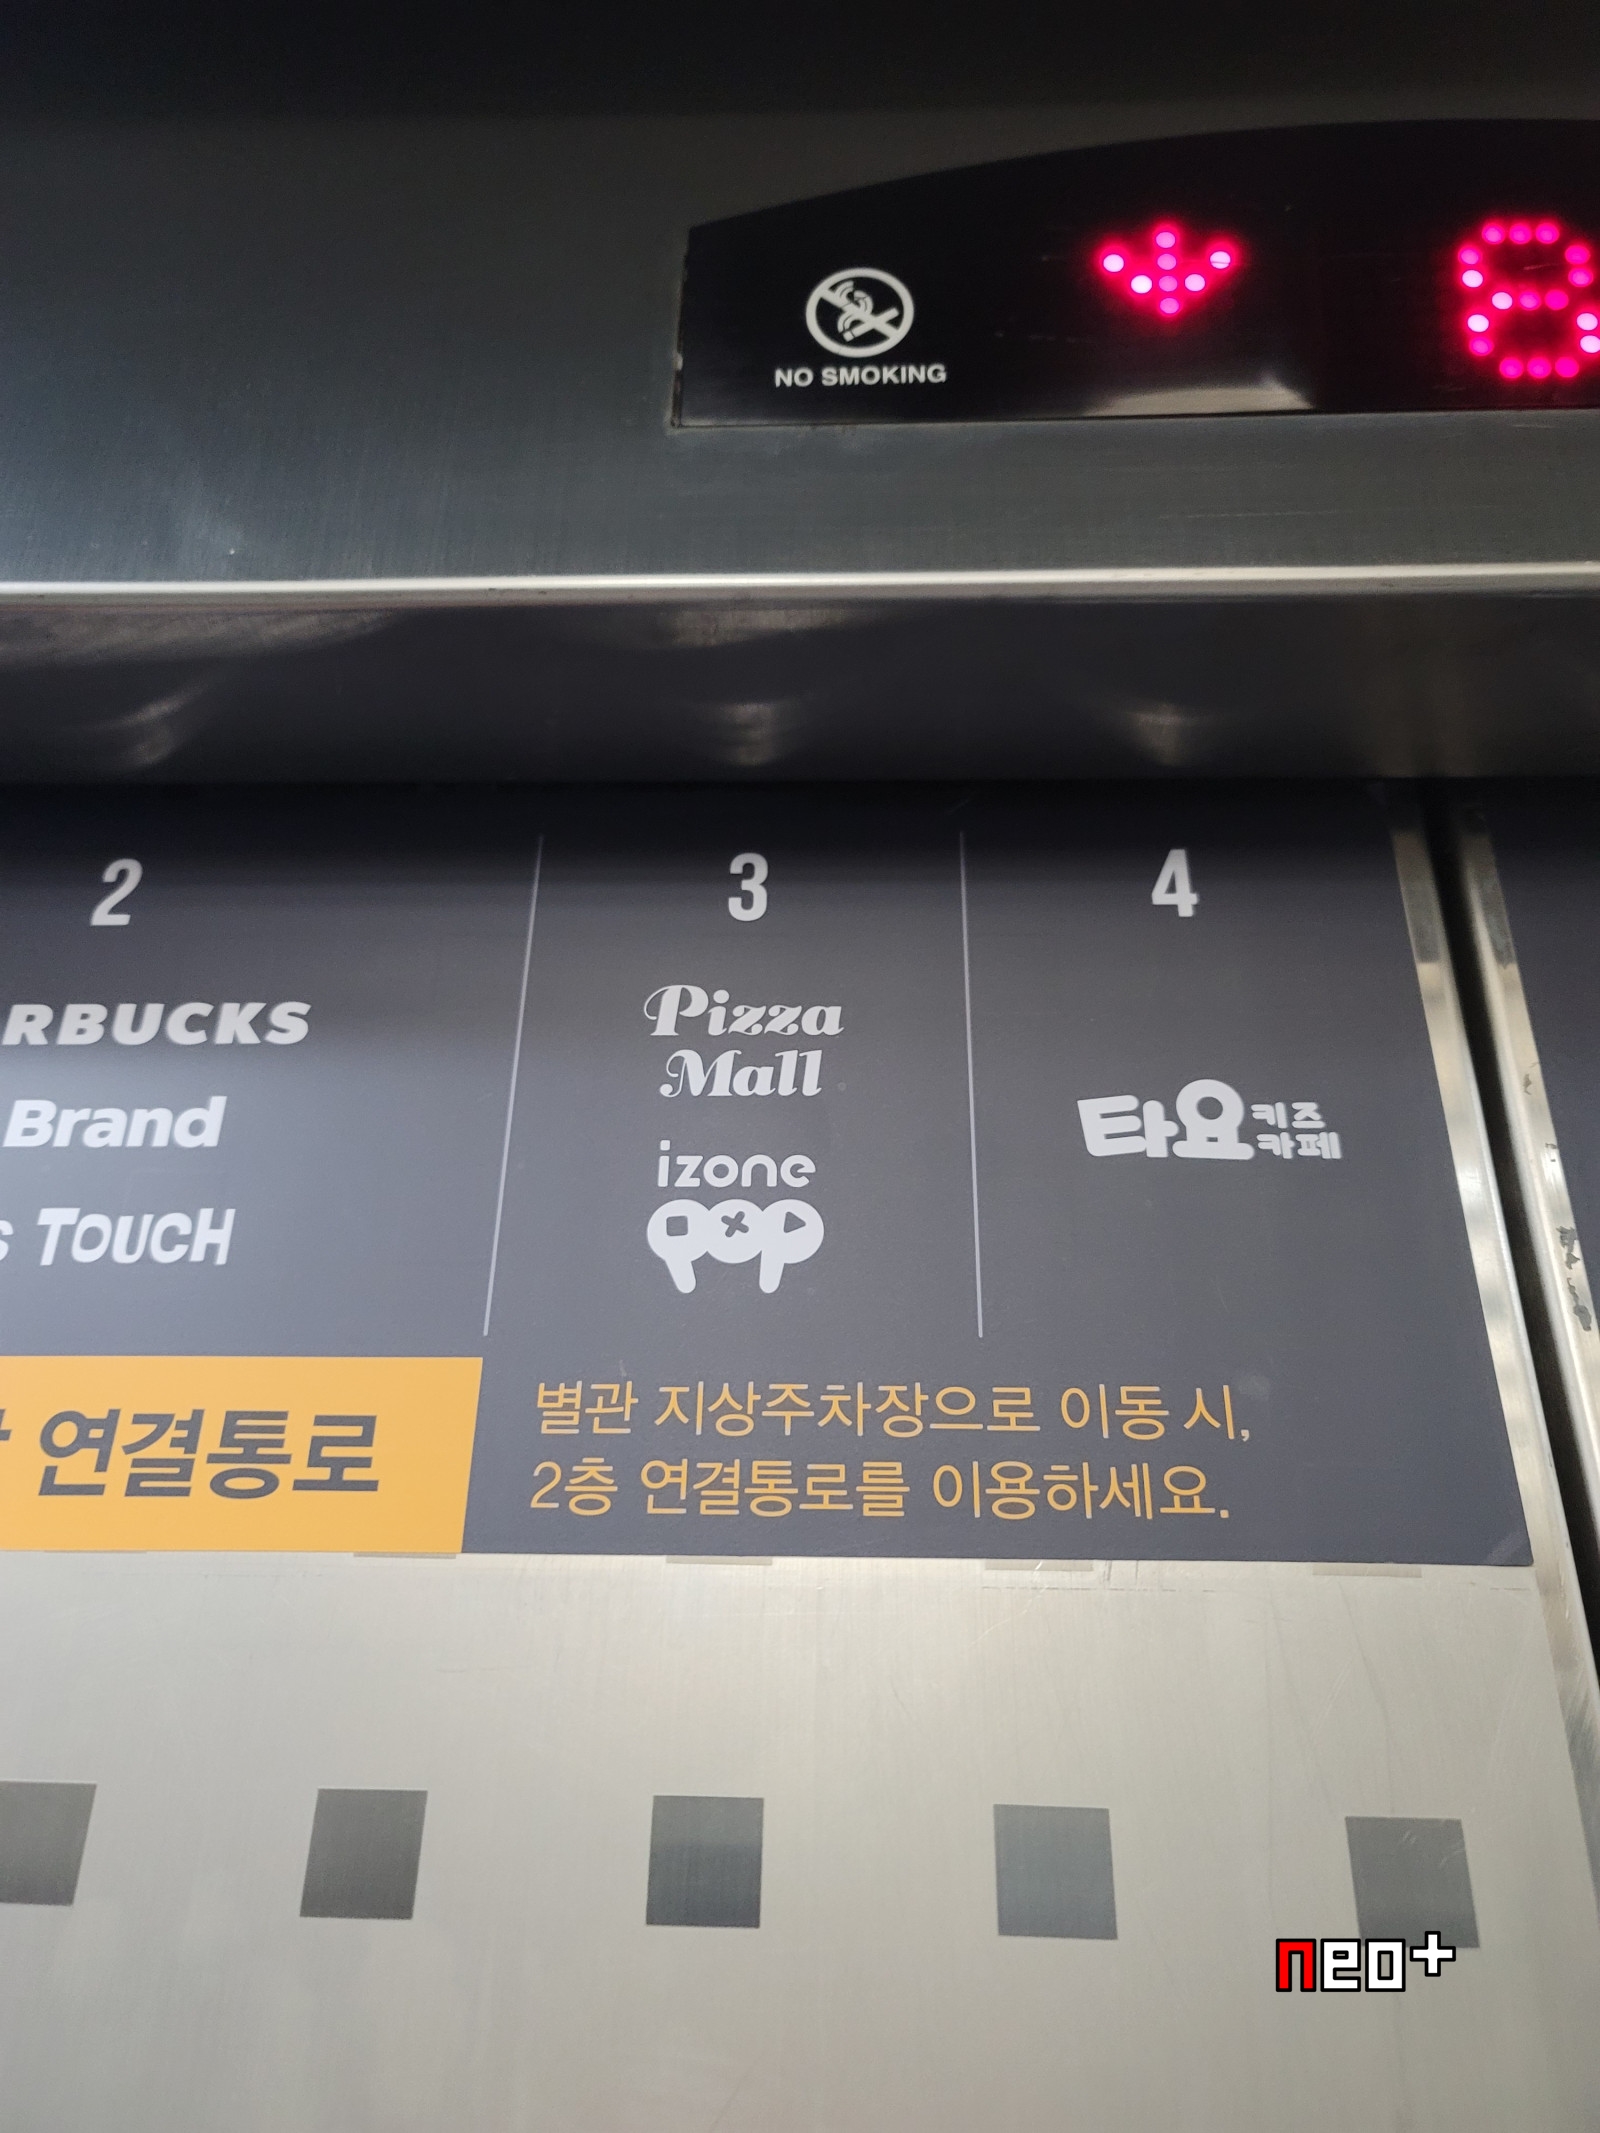 NO SMOKING
8
2
RBUCKS
Brand
s TOUCH
3
Pizza
Mall
izone
POP
4
타요 키즈
카페
연결통로
별관 지상주차장으로 이동 시,
2층 연결통로를 이용하세요.
neo+